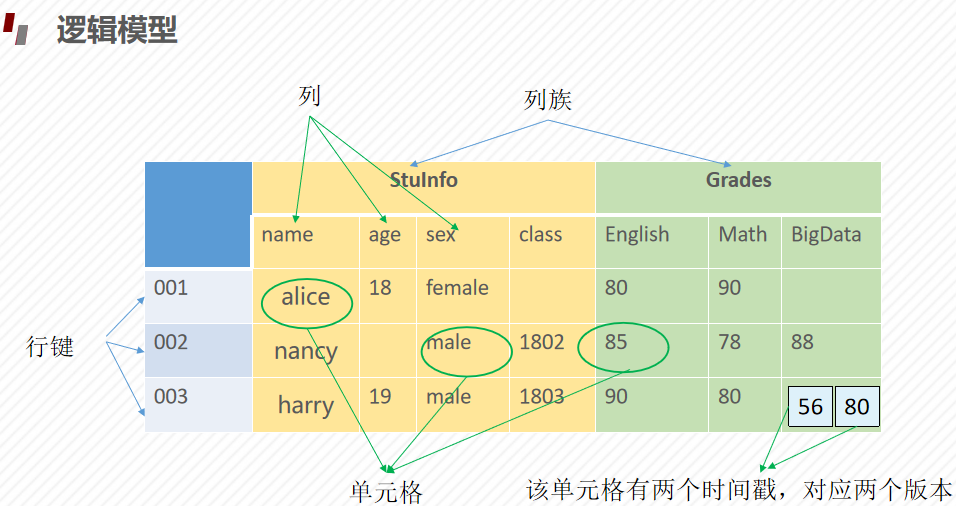 逻辑模型
列
列族
StuInfo Grades
name age sex class English Math BigData
001 alice 18 female 80 90
行键
002 nancy male 1802 85 78 88
003 harry 19 male 1803 90 80 56 80
单元格
该单元格有两个时间戳，对应两个版本